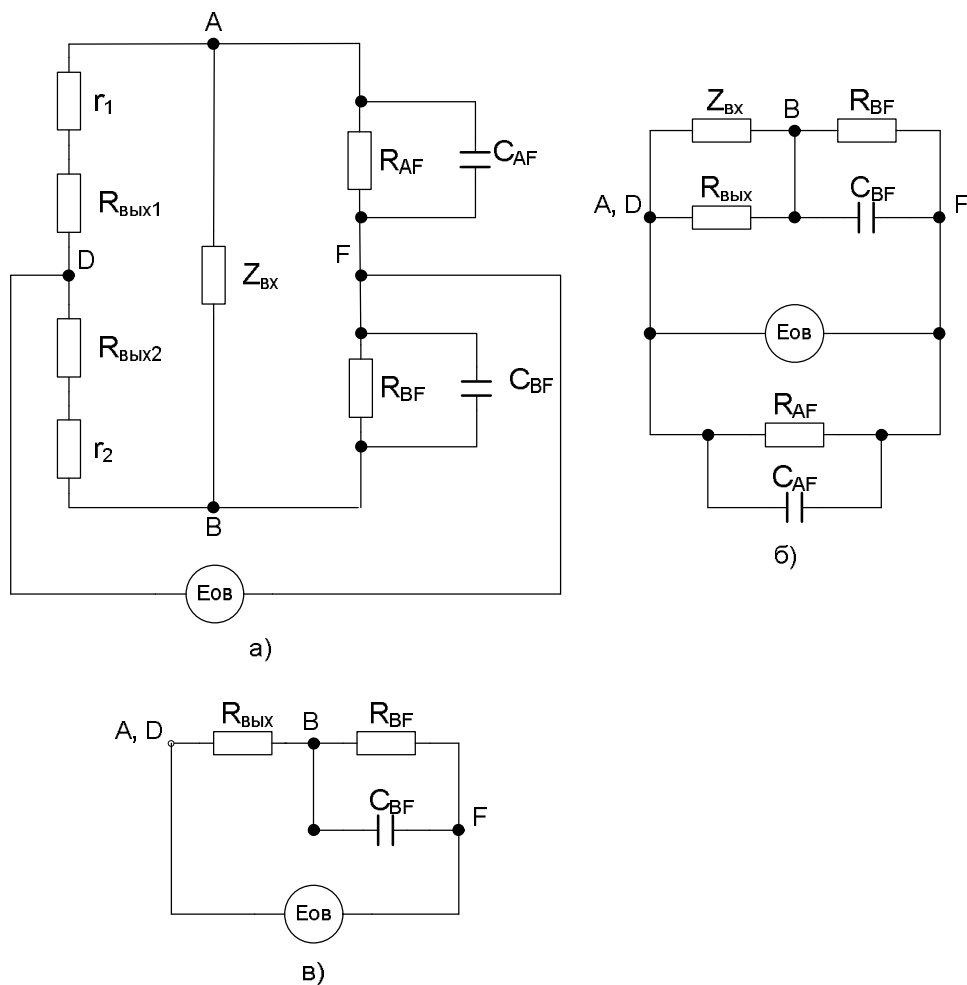 A
r1
Rвых1
D
Rвых2
r2
Zвх
B
RAF
CAF
F
RBF
CBF
Eов
а)
Zвх
B
RBF
A, D
Rвых
CBF
F
Eов
RAF
CAF
б)
A, D
Rвых
B
RBF
CBF
F
Eов
в)